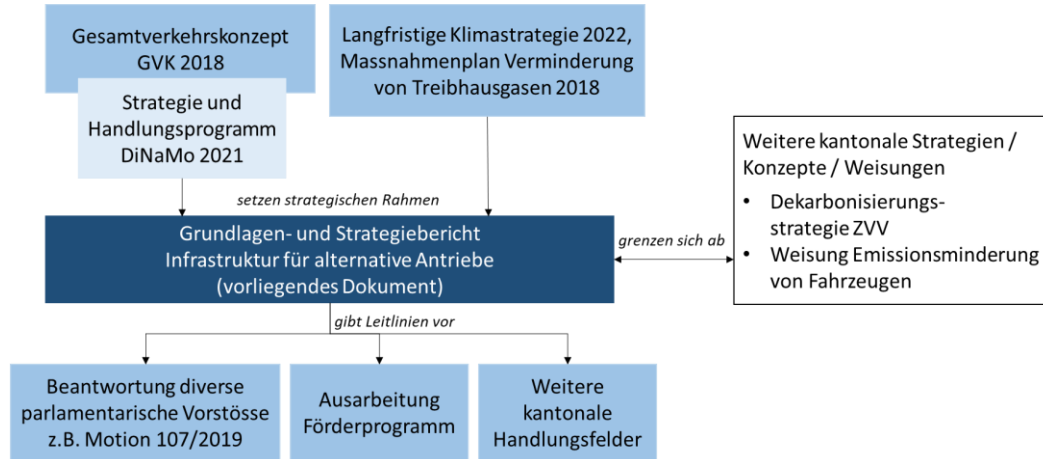 Gesamtverkehrskonzept
GVK 2018
Strategie und
Handlungsprogramm
DiNaMo 2021
Langfristige Klimastrategie 2022,
Massnahmenplan Verminderung
von Treibhausgasen 2018
setzen strategischen Rahmen
Grundlagen- und Strategiebericht
Infrastruktur für alternative Antriebe
(vorliegendes Dokument)
grenzen sich ab
Weitere kantonale Strategien /
Konzepte / Weisungen
• Dekarbonisierungs-
strategie ZVV
• Weisung Emissionsminderung
von Fahrzeugen
gibt Leitlinien vor
Beantwortung diverse
parlamentarische Vorstösse
z.B. Motion 107/2019
Ausarbeitung
Förderprogramm
Weitere
kantonale
Handlungsfelder